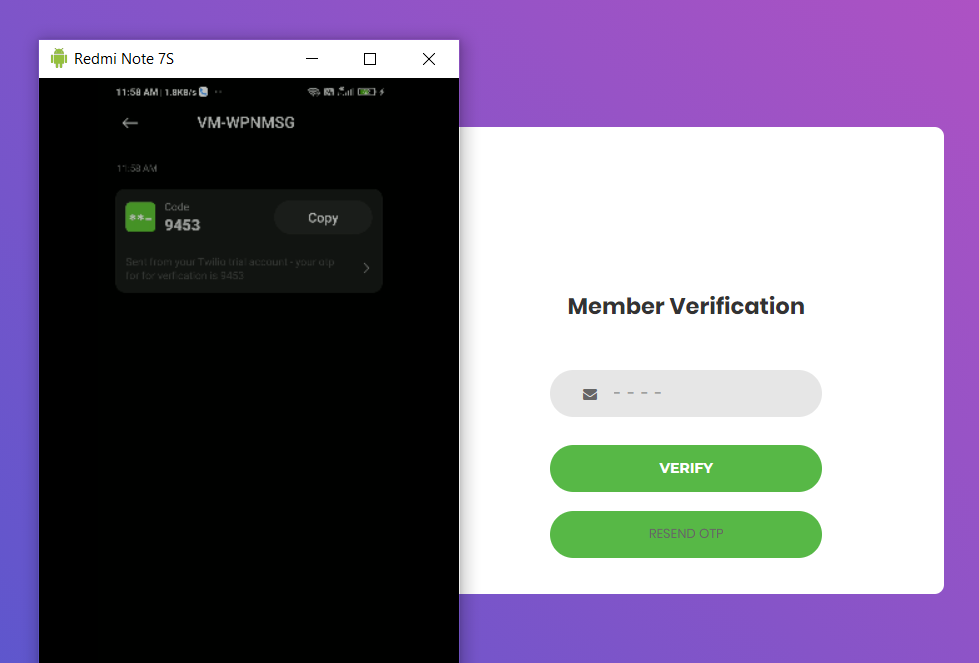 Redmi Note 7S
11:58 AM | 1.8KB/s
VM-WPNMSG
11:58 AM
Code
9453
Copy
Sent from your Twilio trial account - your otp
for for verfication is 9453
Member Verification
- - - -
VERIFY
RESEND OTP